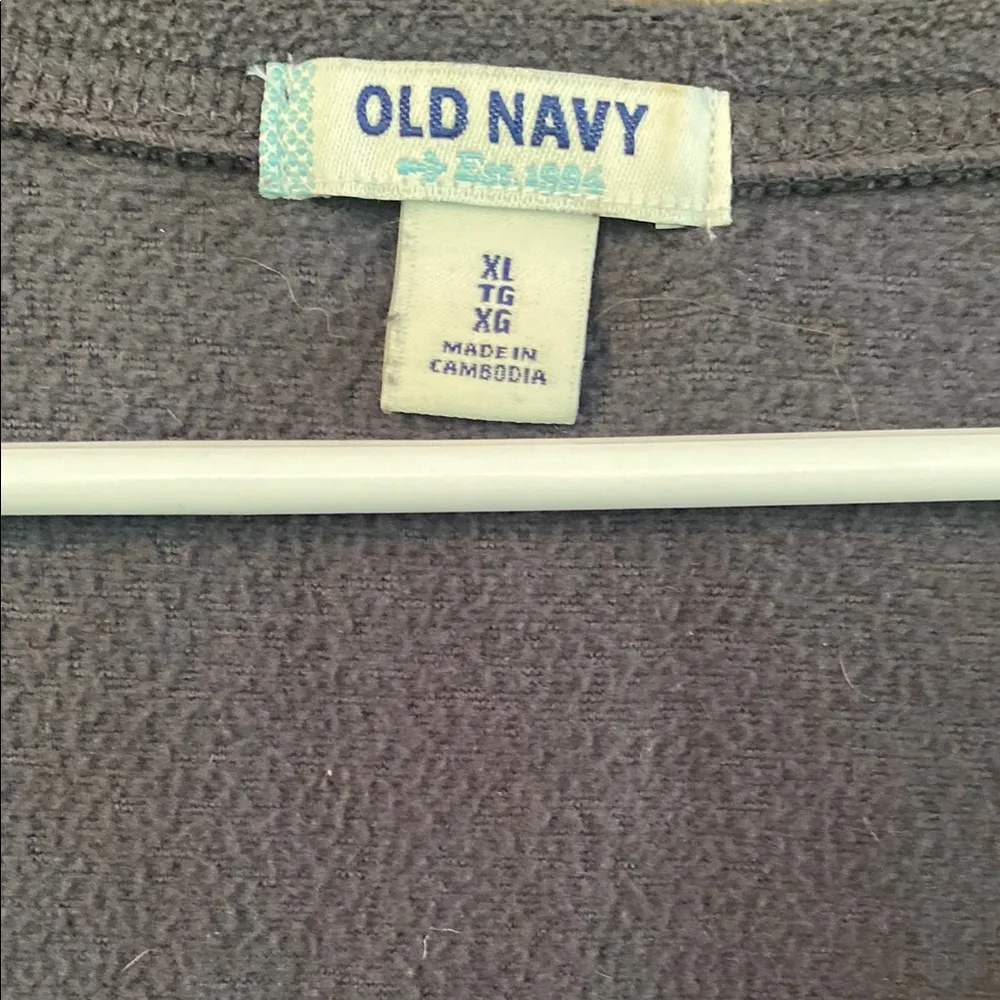 OLD NAVY
Est. 1994
XL
TG
XG
MADE IN
CAMBODIA